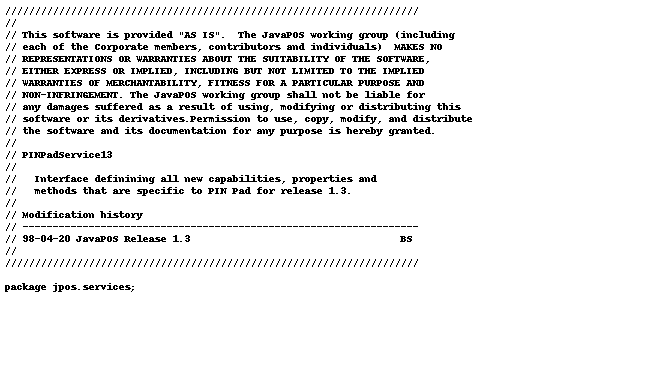 //////////////////////////////////////////////////////////////////////
//
// This software is provided "AS IS".  The JavaPOS working group (including
// each of the Corporate members, contributors and individuals)  MAKES NO
// REPRESENTATIONS OR WARRANTIES ABOUT THE SUITABILITY OF THE SOFTWARE,
// EITHER EXPRESS OR IMPLIED, INCLUDING BUT NOT LIMITED TO THE IMPLIED
// WARRANTIES OF MERCHANTABILITY, FITNESS FOR A PARTICULAR PURPOSE AND
// NON-INFRINGEMENT. The JavaPOS working group shall not be liable for
// any damages suffered as a result of using, modifying or distributing this
// software or its derivatives.Permission to use, copy, modify, and distribute
// the software and its documentation for any purpose is hereby granted.
//
// PINPadService13
//
//   Interface definining all new capabilities, properties and
//   methods that are specific to PIN Pad for release 1.3.
//
// Modification history
// ------------------------------------------------------------------
// 98-04-20 JavaPOS Release 1.3                                   BS
//
//////////////////////////////////////////////////////////////////////
package jpos.services;